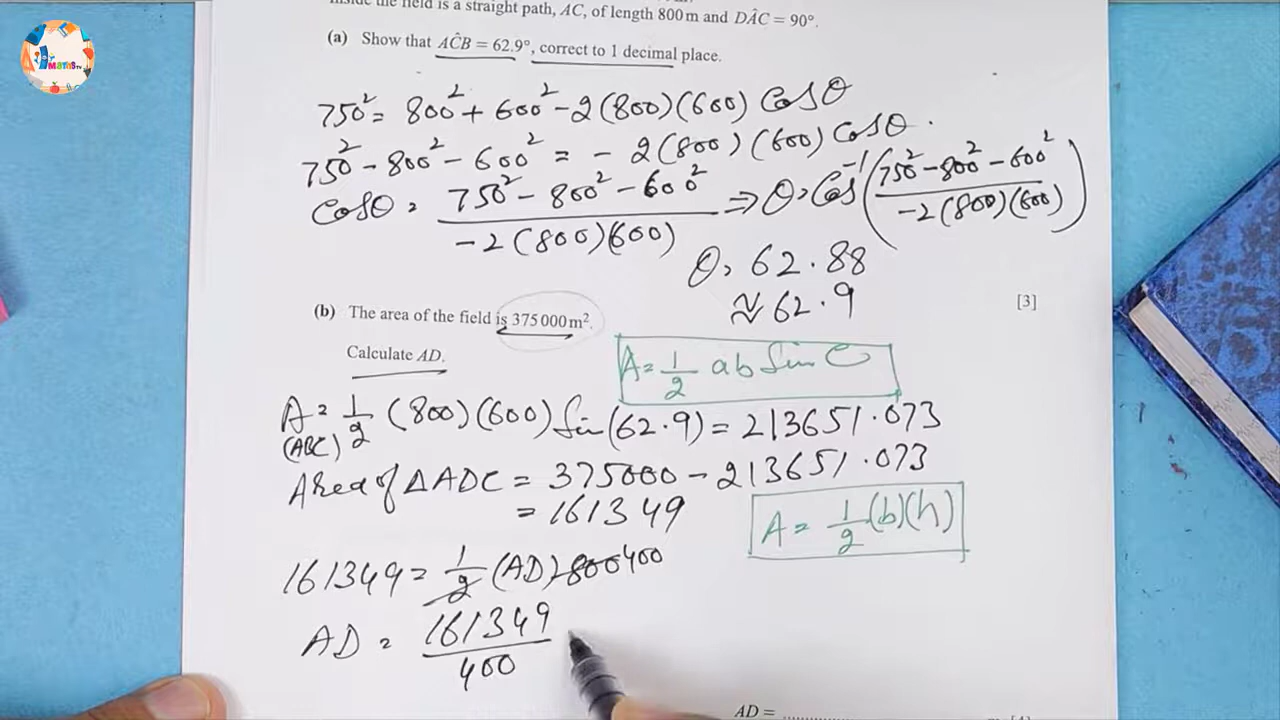 inside the field is a straight path, AC, of length 800 m and DÂC = 90°.
(a) Show that AĈB = 62.9°, correct to 1 decimal place.
750² = 800² + 600² - 2(800)(600) Cosθ
750² - 800² - 600² = - 2(800)(600) Cosθ.
Cosθ = 750² - 800² - 600² / -2(800)(600) ⇒ θ = Cos⁻¹ (750² - 800² - 600² / -2(800)(600))
θ = 62.88
≈ 62.9
[3]
(b) The area of the field is 375 000 m².
Calculate AD.
A = 1/2 ab Sin C
A = 1/2 (800)(600) Sin(62.9) = 213651.073
(ABC)
Area of ΔADC = 375000 - 213651.073
= 161349
A = 1/2 (b)(h)
161349 = 1/2 (AD) 800 400
AD = 161349 / 400
AD =
MATHS TV